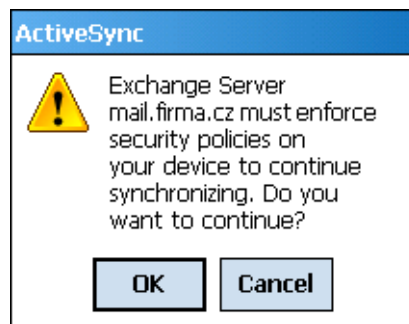 ActiveSync
Exchange Server
mail.firma.cz must enforce
security policies on
your device to continue
synchronizing. Do you
want to continue?
OK Cancel